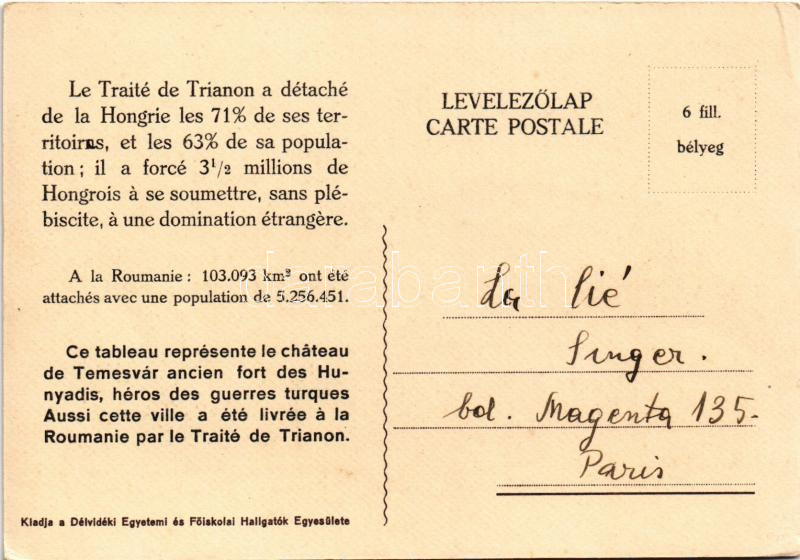 Le Traité de Trianon a détaché
de la Hongrie les 71% de ses ter-
ritoires, et les 63% de sa popula-
tion; il a forcé 3 1/2 millions de
Hongrois à se soumettre, sans plé-
biscite, à une domination étrangère.
A la Roumanie: 103.093 km² ont été
attachés avec une population de 5.256.451.
Ce tableau représente le château
de Temesvár ancien fort des Hu-
nyadis, héros des guerres turques
Aussi cette ville a été livrée à la
Roumanie par le Traité de Trianon.
Kiadja a Délvidéki Egyetemi és Főiskolai Hallgatók Egyesülete
LEVELEZŐLAP
CARTE POSTALE
6 fill.
bélyeg
Singer.
bd. Magenta 135-
Paris
darabanth